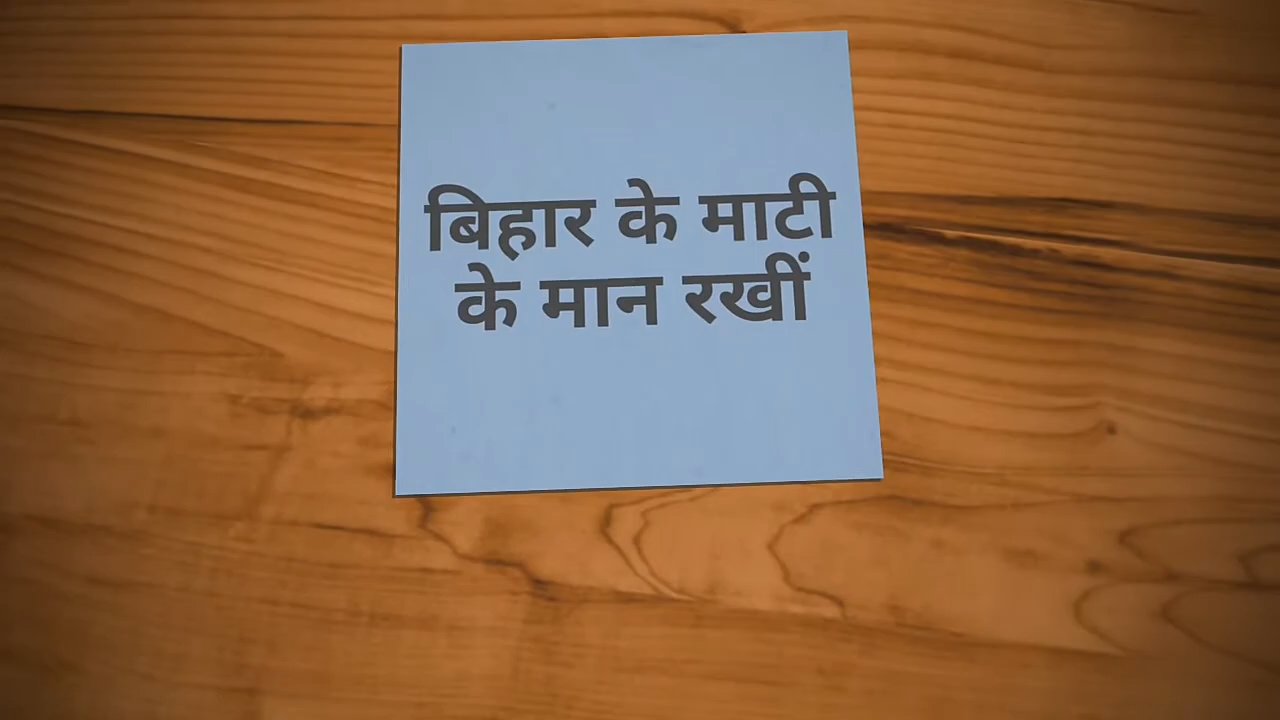 बिहार के माटी
के मान रखीं